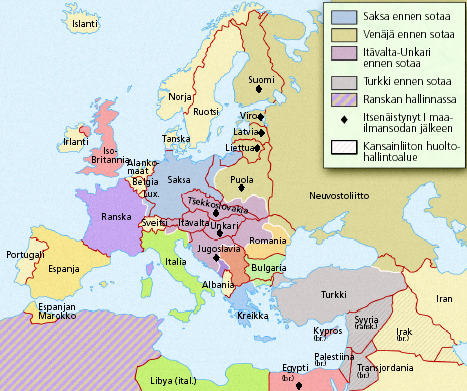 Islanti
Saksa ennen sotaa
Venäjä ennen sotaa
Itävalta-Unkari
ennen sotaa
Turkki ennen sotaa
Ranskan hallinnassa
Itsenäistynyt I maa-
ilmansodan jälkeen
Kansainliiton huolto-
hallintoalue
Suomi
Norja
Ruotsi
Viro
Latvia
Liettua
Tanska
Irlanti
Iso-
Britannia
Alanko-
maat
Belgia
Lux.
Saksa
Puola
Neuvostoliitto
Tsekkoslovakia
Ranska
Sveitsi
Itävalta
Unkari
Romania
Jugoslavia
Portugali
Espanja
Italia
Bulgaria
Albania
Kreikka
Turkki
Espanjan
Marokko
Kypros
(br.)
Syyria
(ransk.)
Irak
(br.)
Iran
Palestiina
(br.)
Transjordania
(br.)
Egypti
(br.)
Libya (ital.)